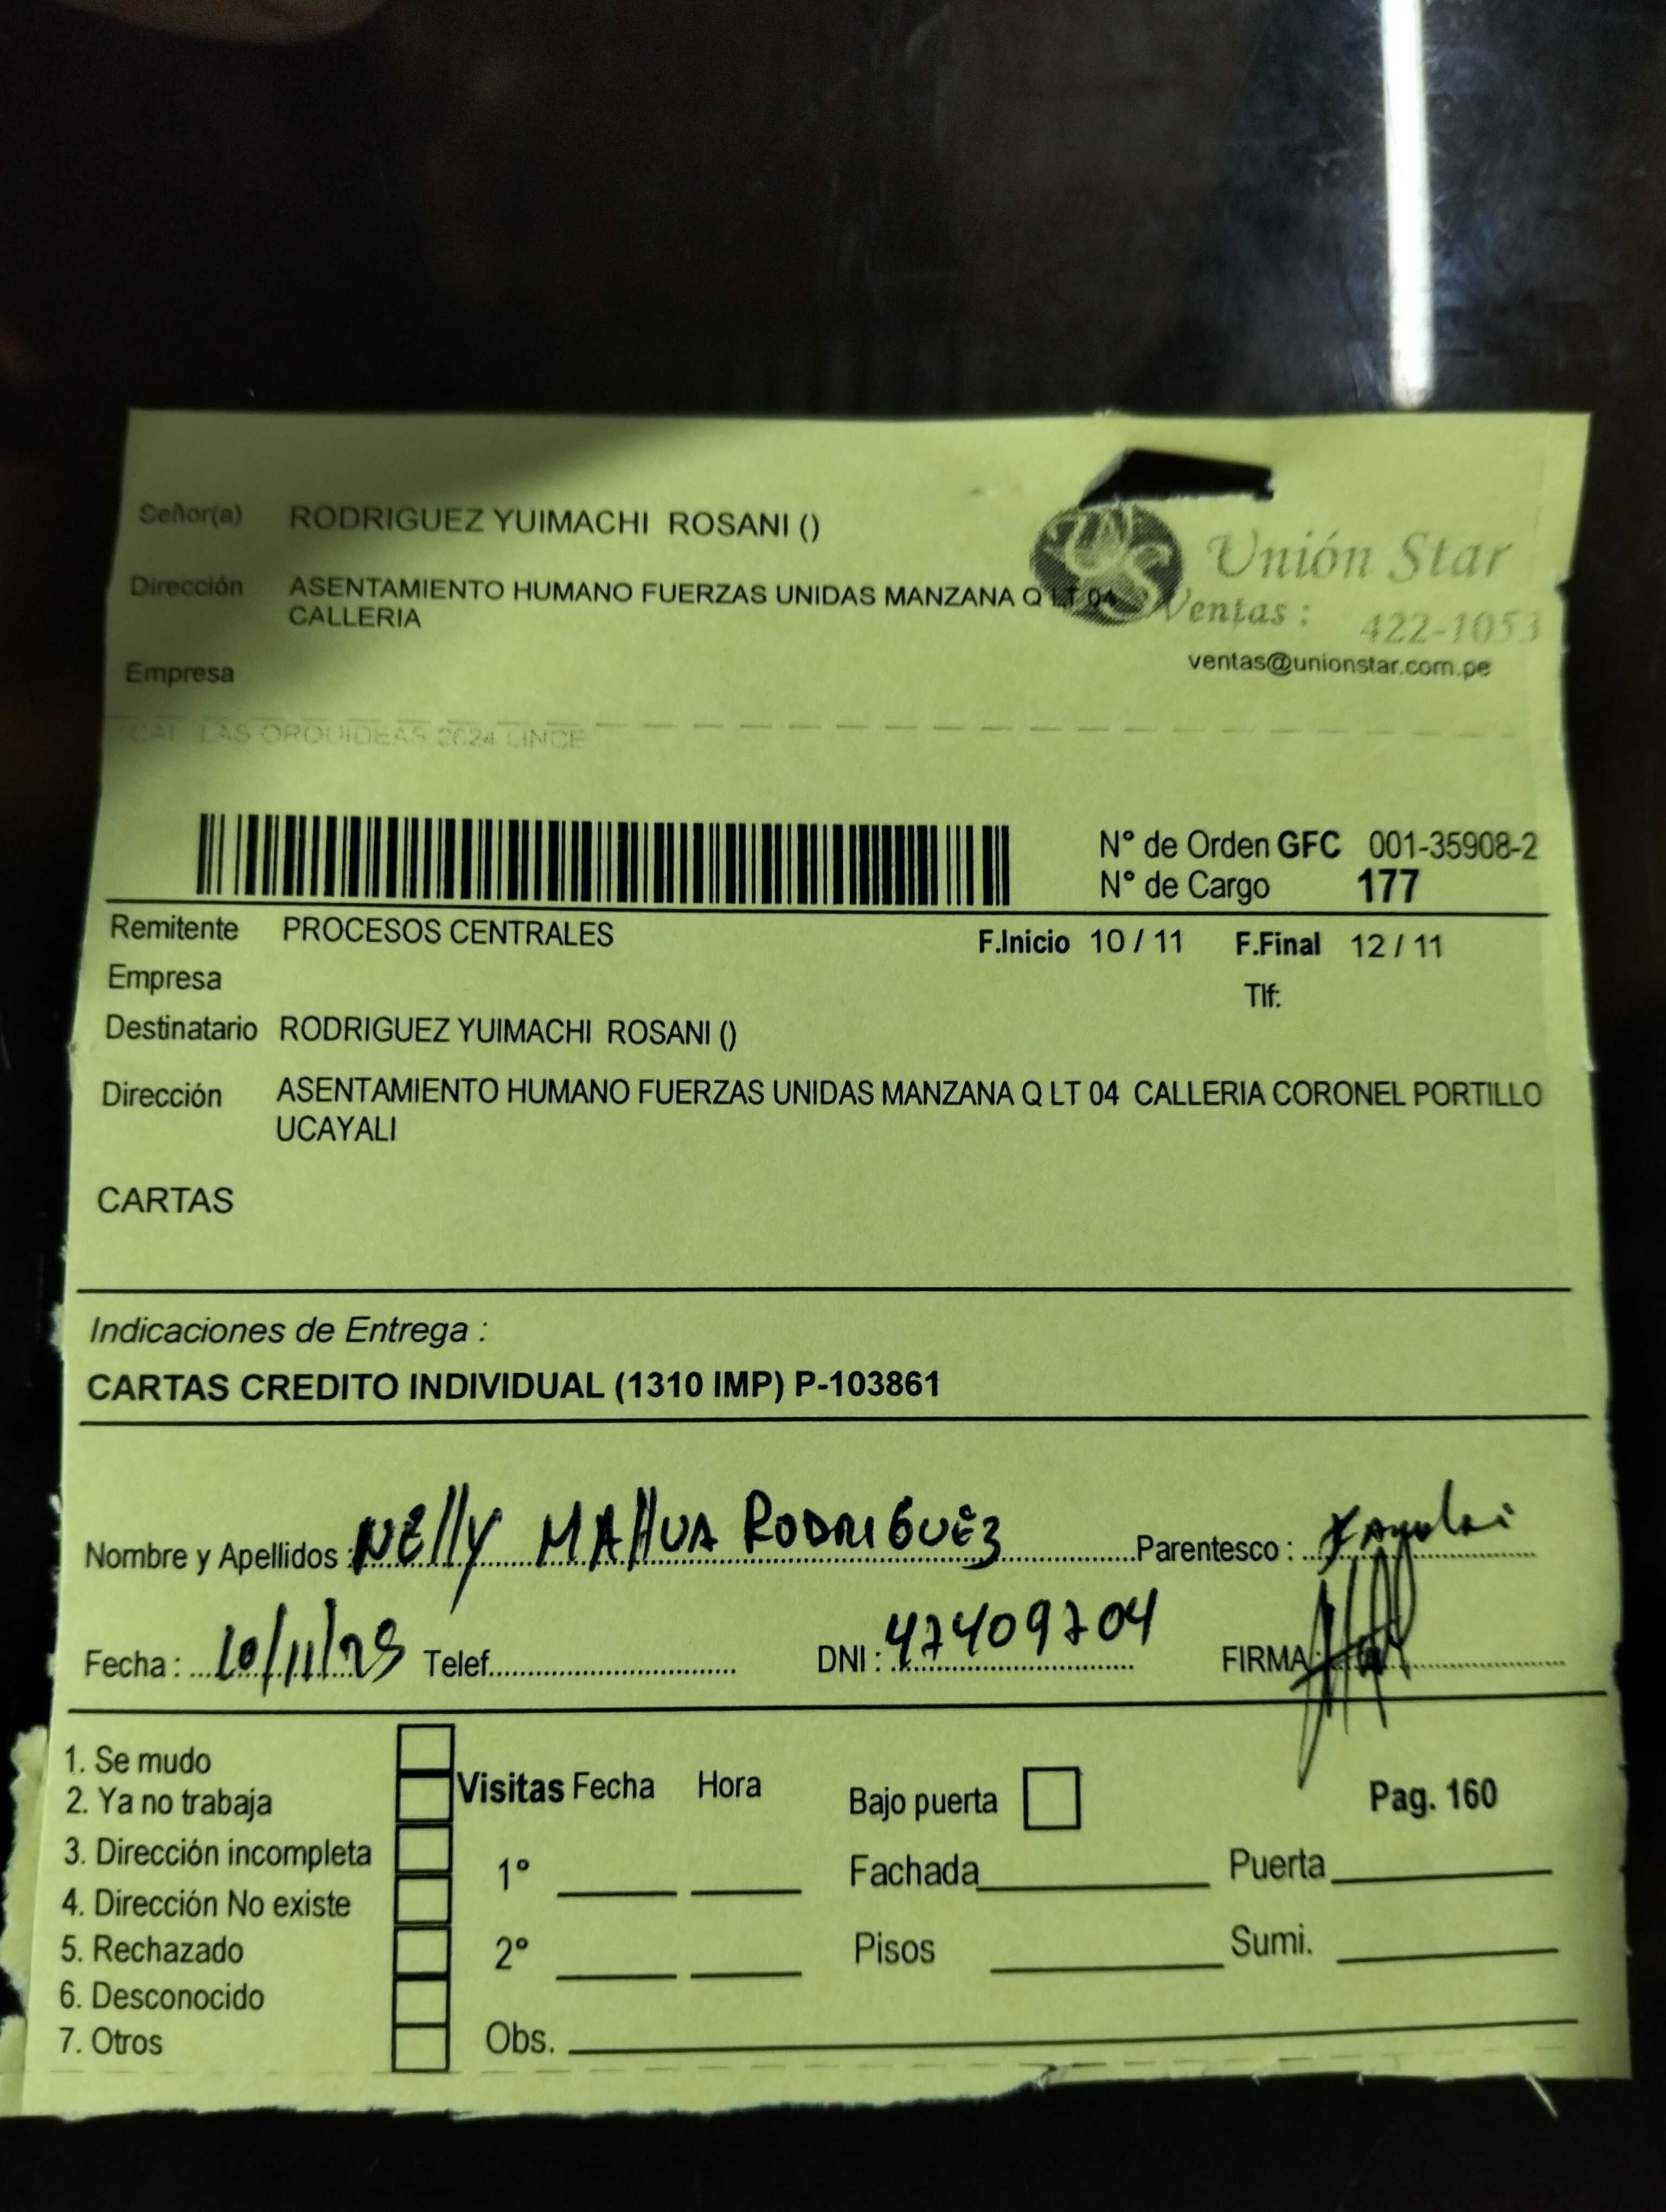 Señor(a) RODRIGUEZ YUIMACHI ROSANI ()
Unión Star
Dirección ASENTAMIENTO HUMANO FUERZAS UNIDAS MANZANA Q LT 04
CALLERIA
Ventas : 422-1053
ventas@unionstar.com.pe
Empresa
CAL LAS ORQUIDEAS 2624 LINCE
N° de Orden GFC 001-35908-2
N° de Cargo 177
Remitente PROCESOS CENTRALES F.Inicio 10 / 11 F.Final 12 / 11
Empresa
Tlf:
Destinatario RODRIGUEZ YUIMACHI ROSANI ()
Dirección ASENTAMIENTO HUMANO FUERZAS UNIDAS MANZANA Q LT 04 CALLERIA CORONEL PORTILLO
UCAYALI
CARTAS
Indicaciones de Entrega :
CARTAS CREDITO INDIVIDUAL (1310 IMP) P-103861
Nombre y Apellidos : NELLY MAHUA RODRIGUEZ Parentesco :
Fecha : 10/11/25 Telef. DNI : 47409704 FIRMA
1. Se mudo
2. Ya no trabaja
3. Dirección incompleta
4. Dirección No existe
5. Rechazado
6. Desconocido
7. Otros
Visitas Fecha Hora
1°
2°
Obs.
Bajo puerta Pag. 160
Fachada Puerta
Pisos Sumi.